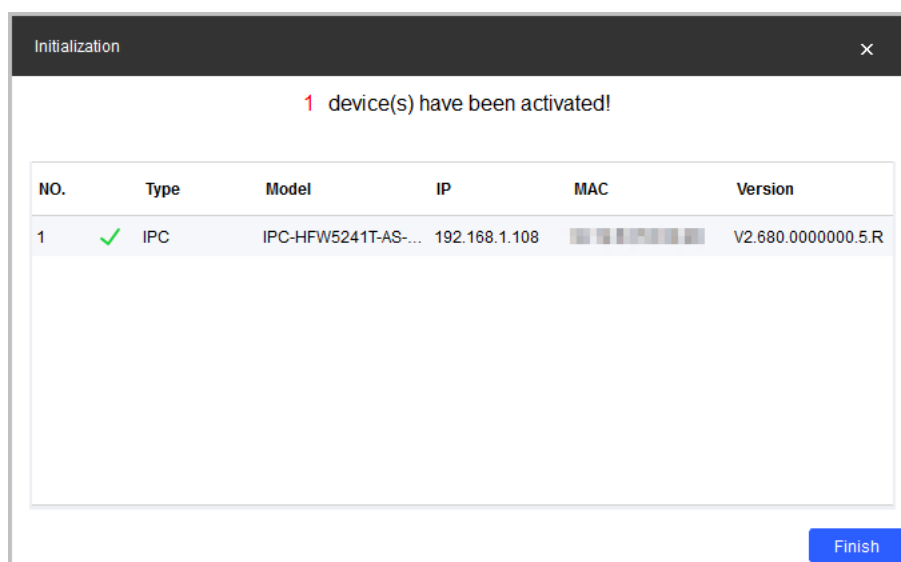 Initialization
1 device(s) have been activated!
NO. Type Model IP MAC Version
1 IPC IPC-HFW5241T-AS-... 192.168.1.108 V2.680.0000000.5.R
Finish